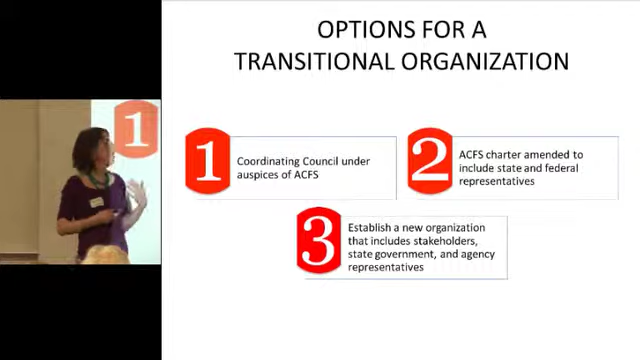 OPTIONS FOR A
TRANSITIONAL ORGANIZATION
1
1
Coordinating Council under
auspices of ACFS
2
ACFS charter amended to
include state and federal
representatives
3
Establish a new organization
that includes stakeholders,
state government, and agency
representatives